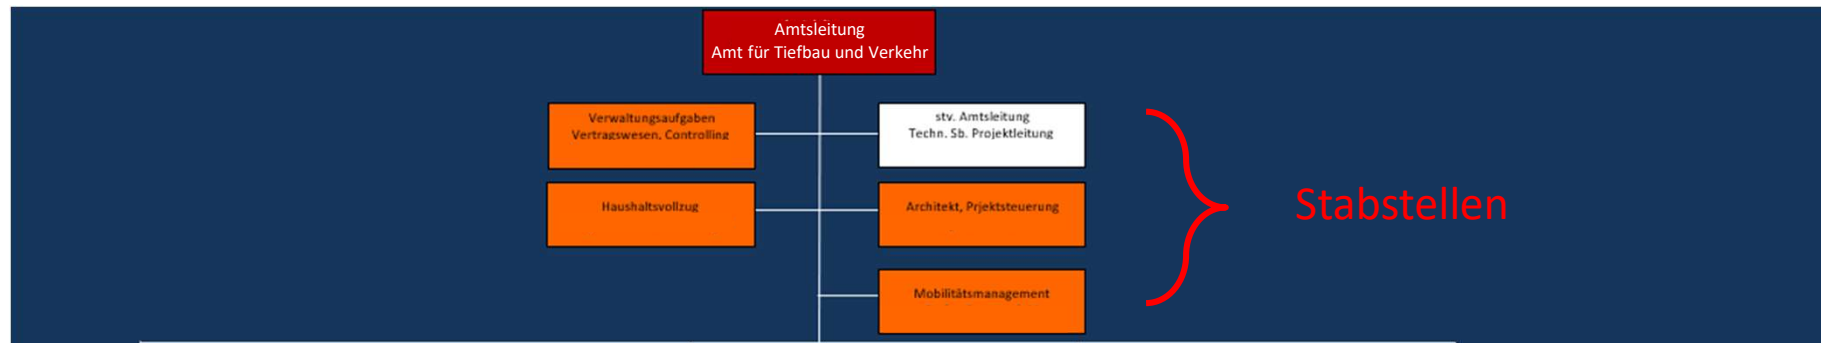 Amtsleitung
Amt für Tiefbau und Verkehr
Verwaltungsaufgaben
Vertragswesen, Controlling
stv. Amtsleitung
Techn. Sb. Projektleitung
Haushaltsvollzug
Architekt, Prjektsteuerung
Mobilitätsmanagement
Stabstellen